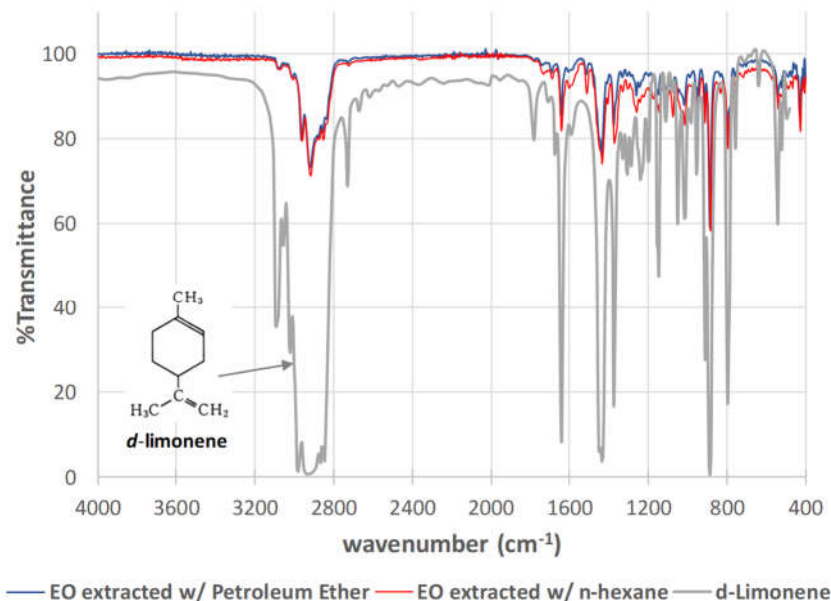 100
80
60
40
20
0
%Transmittance
CH₃
C
H₃C
CH₂
d-limonene
4000 3600 3200 2800 2400 2000 1600 1200 800 400
wavenumber (cm⁻¹)
EO extracted w/ Petroleum Ether EO extracted w/ n-hexane d-Limonene